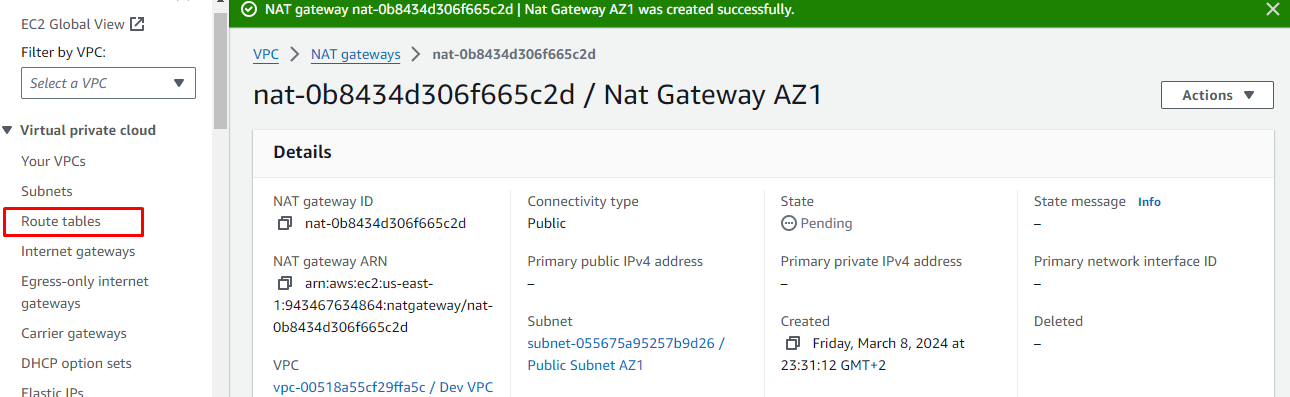 EC2 Global View
Filter by VPC:
Select a VPC
Virtual private cloud
Your VPCs
Subnets
Route tables
Internet gateways
Egress-only internet
gateways
Carrier gateways
DHCP option sets
Elastic IPs
NAT gateway nat-0b8434d306f665c2d | Nat Gateway AZ1 was created successfully.
VPC > NAT gateways > nat-0b8434d306f665c2d
nat-0b8434d306f665c2d / Nat Gateway AZ1
Actions
Details
NAT gateway ID
nat-0b8434d306f665c2d
Connectivity type
Public
State
Pending
State message Info
–
NAT gateway ARN
arn:aws:ec2:us-east-
1:943467634864:natgateway/nat-
0b8434d306f665c2d
Primary public IPv4 address
–
Primary private IPv4 address
–
Primary network interface ID
–
VPC
vpc-00518a55cf29ffa5c / Dev VPC
Subnet
subnet-055675a95257b9d26 /
Public Subnet AZ1
Created
Friday, March 8, 2024 at
23:31:12 GMT+2
Deleted
–